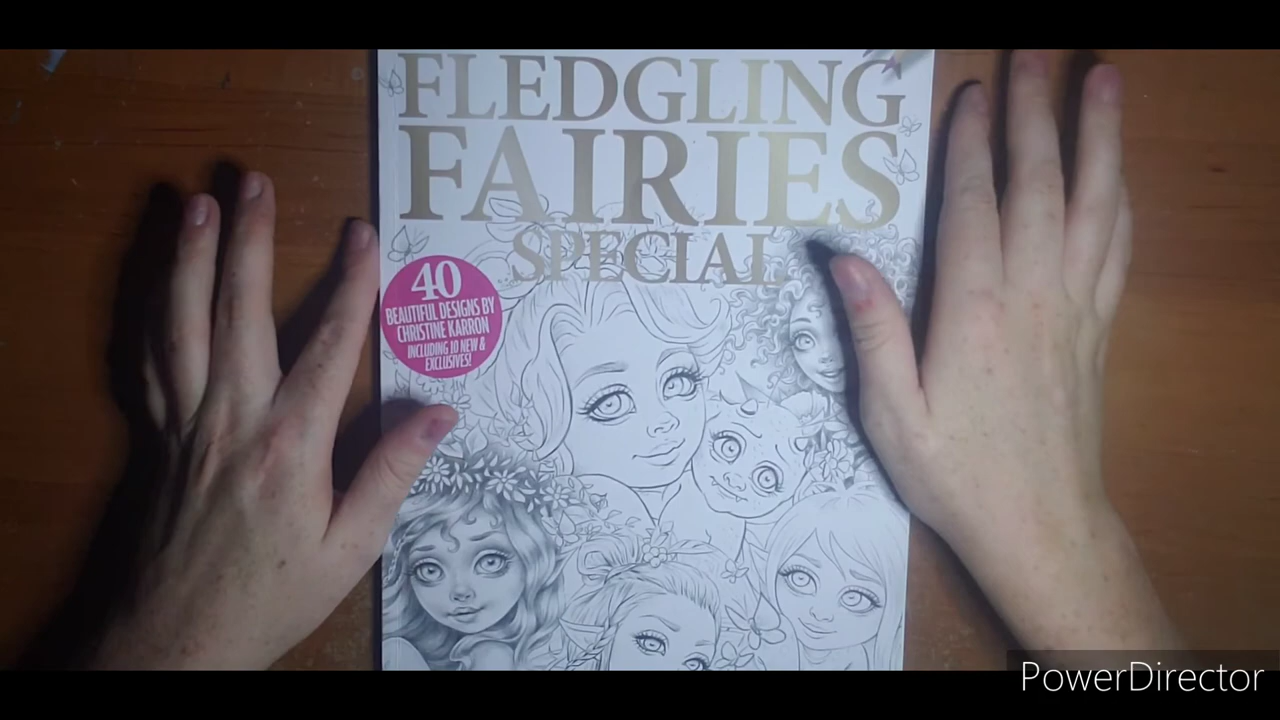 FLEDGLING
FAIRIES
SPECIAL
40
BEAUTIFUL DESIGNS BY
CHRISTINE KARRON
INCLUDING 10 NEW &
EXCLUSIVES!
PowerDirector